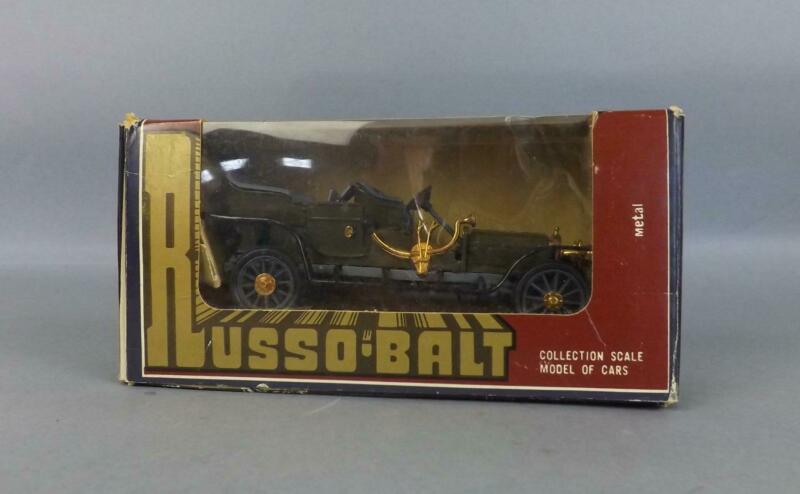 RUSSO-BALT
metal
COLLECTION SCALE
MODEL OF CARS